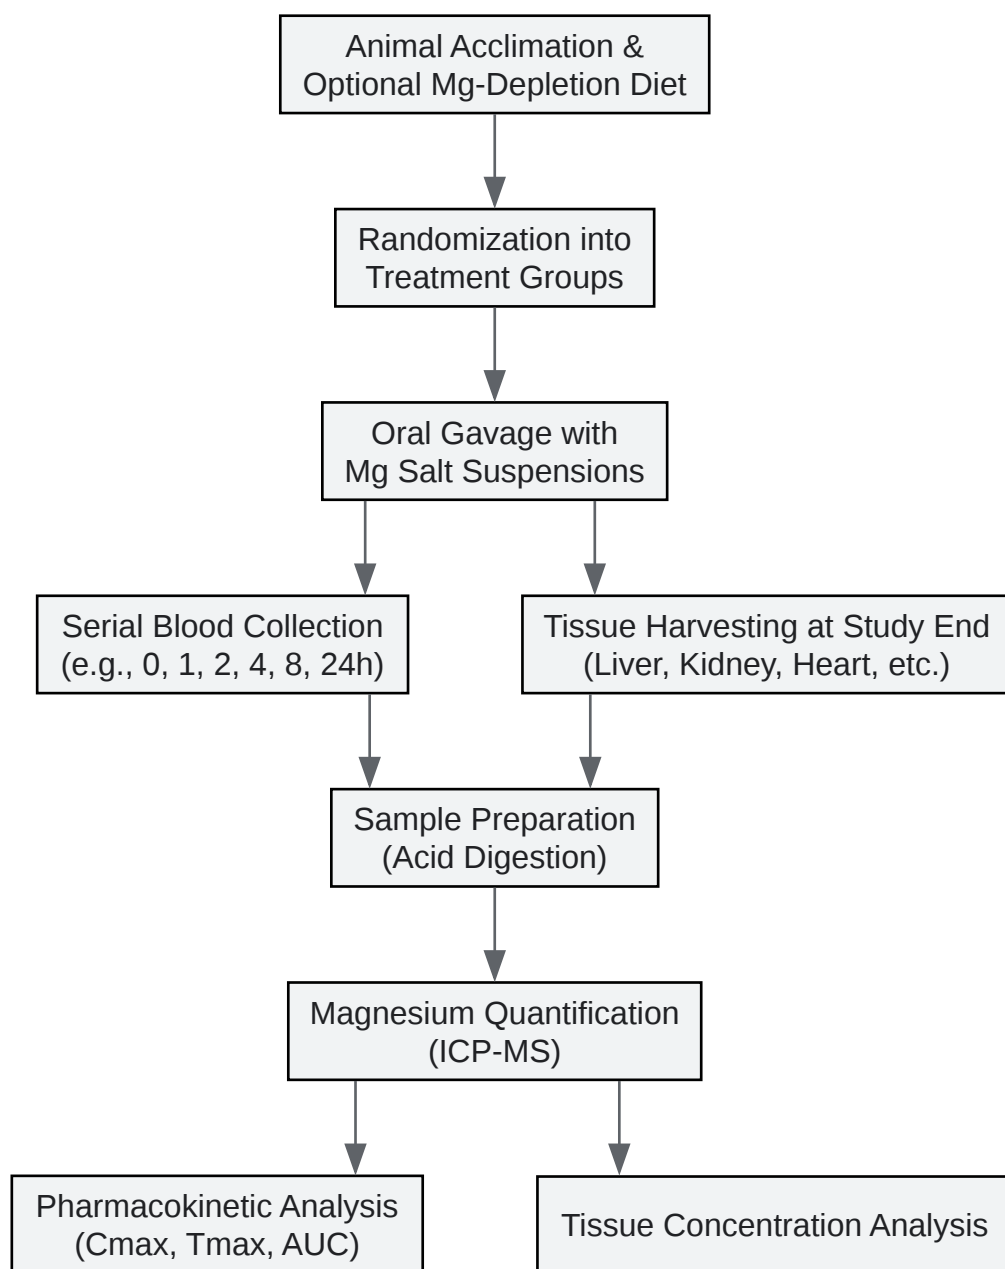 Animal Acclimation &
Optional Mg-Depletion Diet
Randomization into
Treatment Groups
Oral Gavage with
Mg Salt Suspensions
Serial Blood Collection
(e.g., 0, 1, 2, 4, 8, 24h)
Tissue Harvesting at Study End
(Liver, Kidney, Heart, etc.)
Sample Preparation
(Acid Digestion)
Magnesium Quantification
(ICP-MS)
Pharmacokinetic Analysis
(Cmax, Tmax, AUC)
Tissue Concentration Analysis